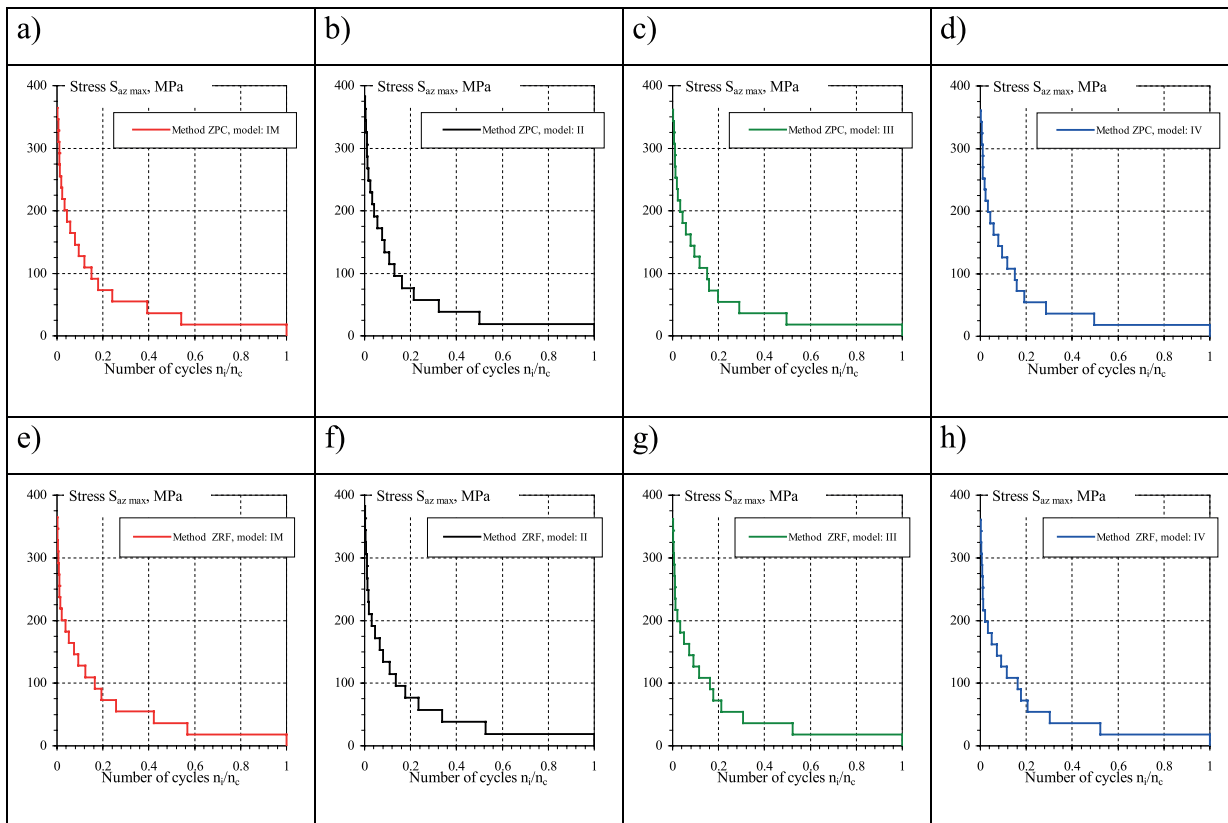 a)
b)
c)
d)
Stress S_az max, MPa
Method ZPC, model: IM
400
300
200
100
0
0 0.2 0.4 0.6 0.8 1
Number of cycles n_i/n_c
Stress S_az max, MPa
Method ZPC, model: II
400
300
200
100
0
0 0.2 0.4 0.6 0.8 1
Number of cycles n_i/n_c
Stress S_az max, MPa
Method ZPC, model: III
400
300
200
100
0
0 0.2 0.4 0.6 0.8 1
Number of cycles n_i/n_c
Stress S_az max, MPa
Method ZPC, model: IV
400
300
200
100
0
0 0.2 0.4 0.6 0.8 1
Number of cycles n_i/n_c
e)
f)
g)
h)
Stress S_az max, MPa
Method ZRF, model: IM
400
300
200
100
0
0 0.2 0.4 0.6 0.8 1
Number of cycles n_i/n_c
Stress S_az max, MPa
Method ZRF, model: II
400
300
200
100
0
0 0.2 0.4 0.6 0.8 1
Number of cycles n_i/n_c
Stress S_az max, MPa
Method ZRF, model: III
400
300
200
100
0
0 0.2 0.4 0.6 0.8 1
Number of cycles n_i/n_c
Stress S_az max, MPa
Method ZRF, model: IV
400
300
200
100
0
0 0.2 0.4 0.6 0.8 1
Number of cycles n_i/n_c